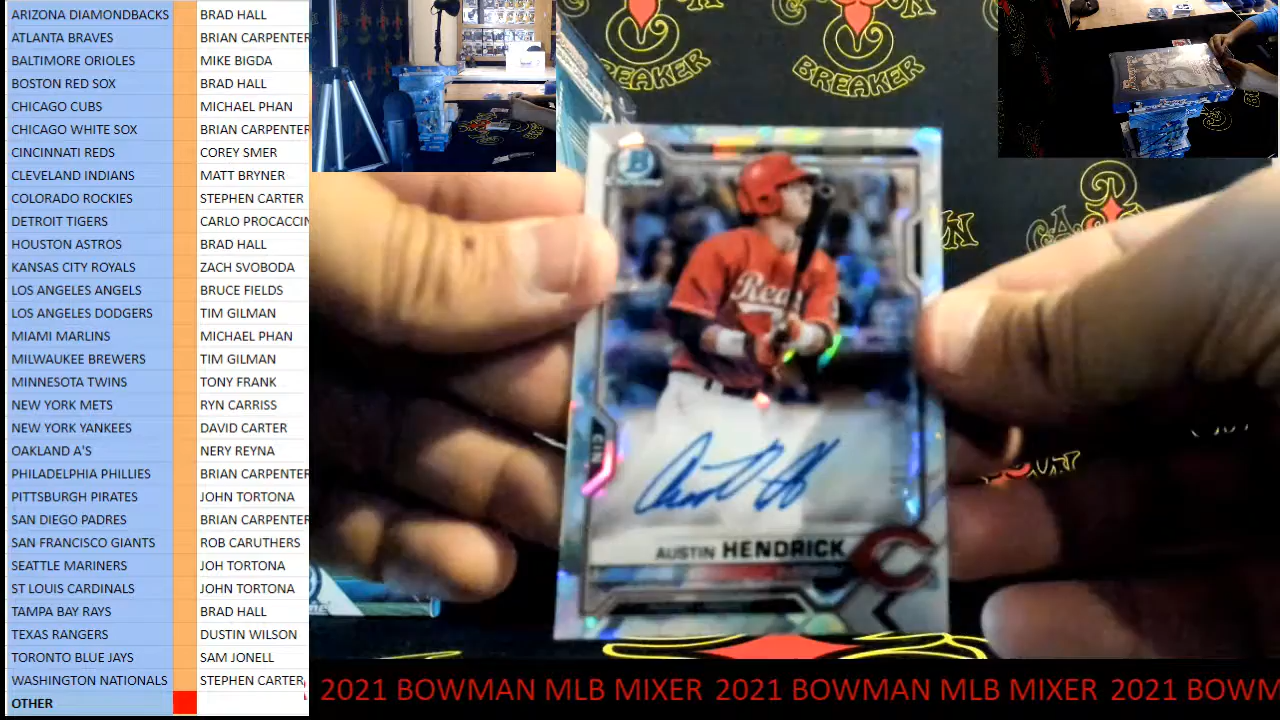 ARIZONA DIAMONDBACKS BRAD HALL
ATLANTA BRAVES BRIAN CARPENTER
BALTIMORE ORIOLES MIKE BIGDA
BRAD HALL
CHICAGO CUBS MICHAEL PHAN
CHICAGO WHITE SOX BRIAN CARPENTER
CINCINNATI REDS COREY SMER
CLEVELAND INDIANS MATT BRYNER
COLORADO ROOKIES STEPHEN CARTER
DETROIT TIGERS CARLO PROCACCIN
HOUSTON ASTROS BRAD HALL
KANSAS CITY ROYALS ZACH SVOBODA
LOS ANGELES ANGELS BRUCE FIELDS
LOS ANGELES DODGERS TIM GILMAN
MIAMI MARLINS MICHAEL PHAN
MILWAUKEE BREWERS TIM GILMAN
MINNESOTA TWINS TONY FRANK
NEW YORK METS RYN CARRISS
NEW YORK YANKEES DAVID CARTER
OAKLAND A'S NERY REYNA
PHILADELPHIA PHILLIES BRIAN CARPENTER
PITTSBURGH PIRATES JOHN TORTONA
SAN DIEGO PADRES BRIAN CARPENTER
SAN FRANCISCO GIANTS ROB CARUTHERS
SEATTLE MARINERS JOH TORTONA
ST LOUIS CARDINALS JOHN TORTONA
TAMPA BAY RAYS BRAD HALL
TEXAS RANGERS DUSTIN WILSON
TORONTO BLUE JAYS SAM JONELL
WASHINGTON NATIONALS STEPHEN CARTER
OTHER
BREAKER
BREAKER
B
Chrome
Reds
CIN
AUSTIN HENDRICK
C
2021 BOWMAN MLB MIXER 2021 BOWMAN MLB MIXER 2021 BOWM